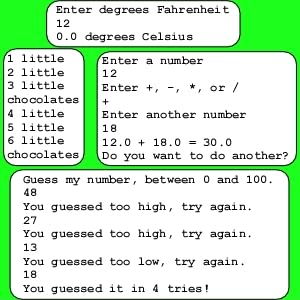 Enter degrees Fahrenheit
12
0.0 degrees Celsius
1 little
2 little
3 little
chocolates
4 little
5 little
6 little
chocolates
Enter a number
12
Enter +, -, *, or /
+
Enter another number
18
12.0 + 18.0 = 30.0
Do you want to do another?
Guess my number, between 0 and 100.
48
You guessed too high, try again.
27
You guessed too high, try again.
13
You guessed too low, try again.
18
You guessed it in 4 tries!